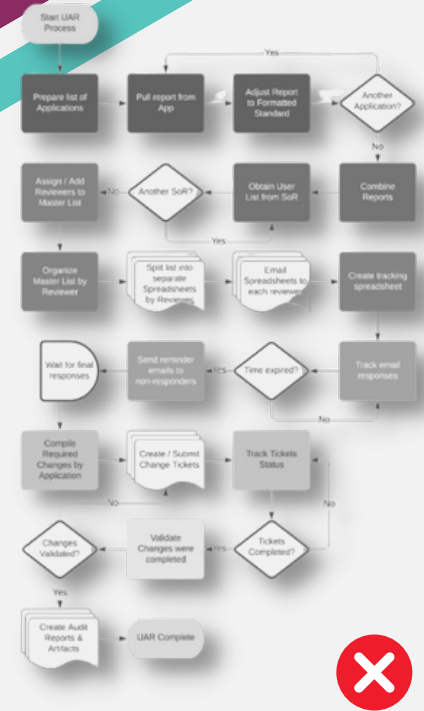 Start UAR
Process
Yes
Prepare list of
Applications
Pull report from
App
Adjust Report
to Formatted
Standard
Another
Application?
No
Assign / Add
Reviewers to
Master List
No
Another SoR?
Obtain User
List from SoR
Combine
Reports
Yes
Organize
Master List by
Reviewer
Split list into
separate
Spreadsheets
by Reviewer
Email
Spreadsheets to
each reviewer
Create tracking
spreadsheet
Wait for final
responses
Send reminder
emails to
non-responders
Yes
Time expired?
Track email
responses
No
Compile
Required
Changes by
Application
Create / Submit
Change Tickets
Track Tickets
Status
No
No
Changes
Validated?
Validate
Changes were
completed
Yes
Tickets
Completed?
Yes
Create Audit
Reports &
Artifacts
UAR Complete